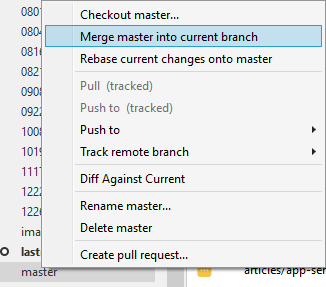 Checkout master...
Merge master into current branch
Rebase current changes onto master
Pull (tracked)
Push to (tracked)
Push to
Track remote branch
Diff Against Current
Rename master...
Delete master
Create pull request...
080
080
0816
082
0908
0922
1008
1019
1117
1222
1226
ima
last
master
articles/app-ser